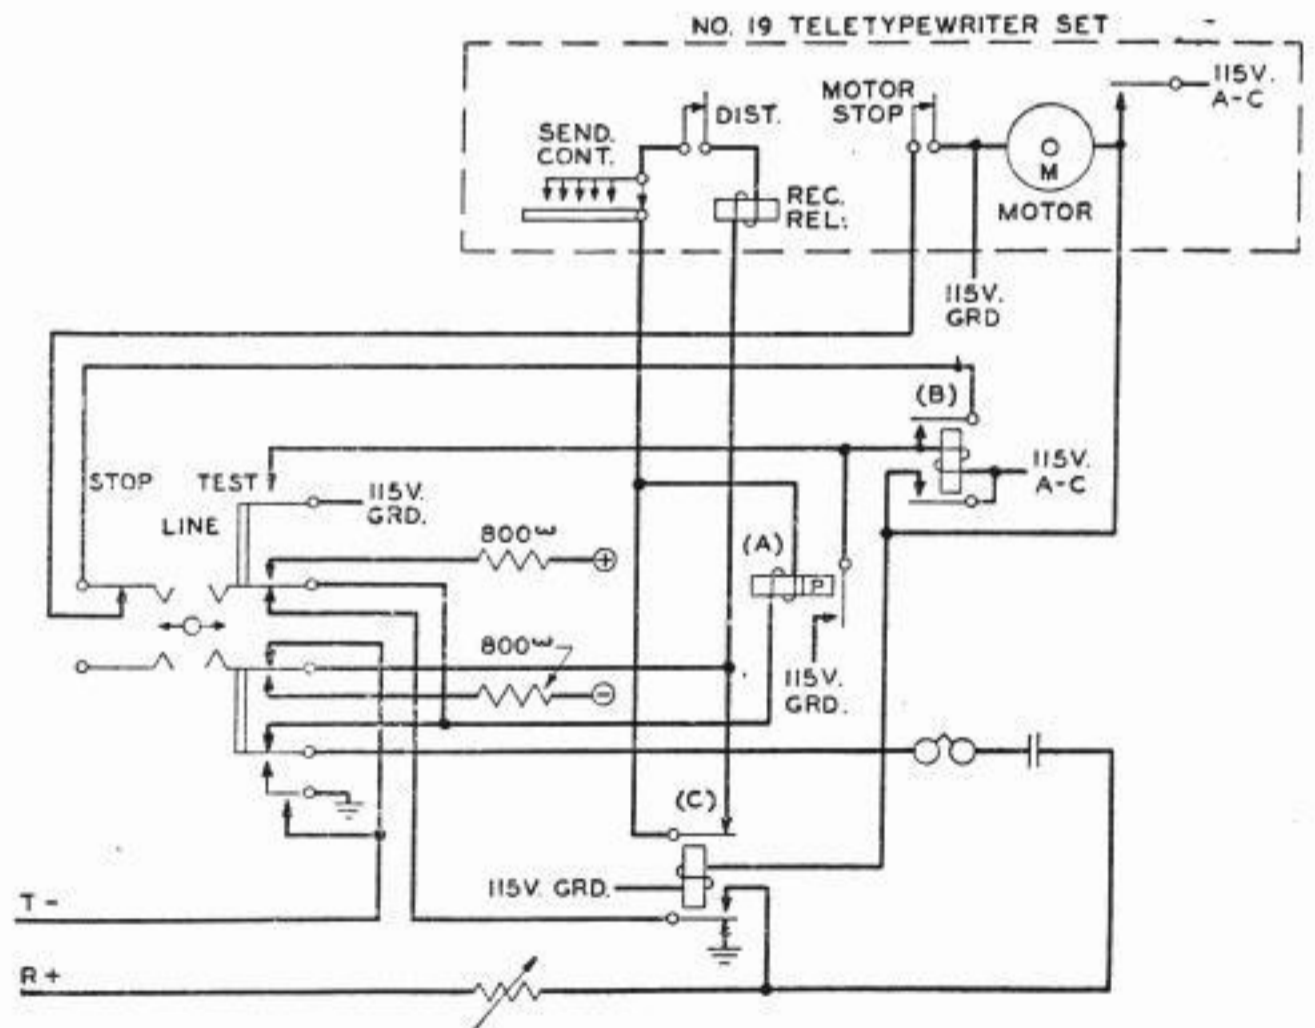 NO. 19 TELETYPEWRITER SET
115V.
A-C
MOTOR
STOP
DIST.
SEND.
CONT.
M
REC.
REL.
MOTOR
115V.
GRD
(B)
115V.
A-C
STOP
TEST
115V.
GRD.
LINE
800ω
+
(A)
P
800ω
-
115V.
GRD.
(C)
115V. GRD.
T -
R +